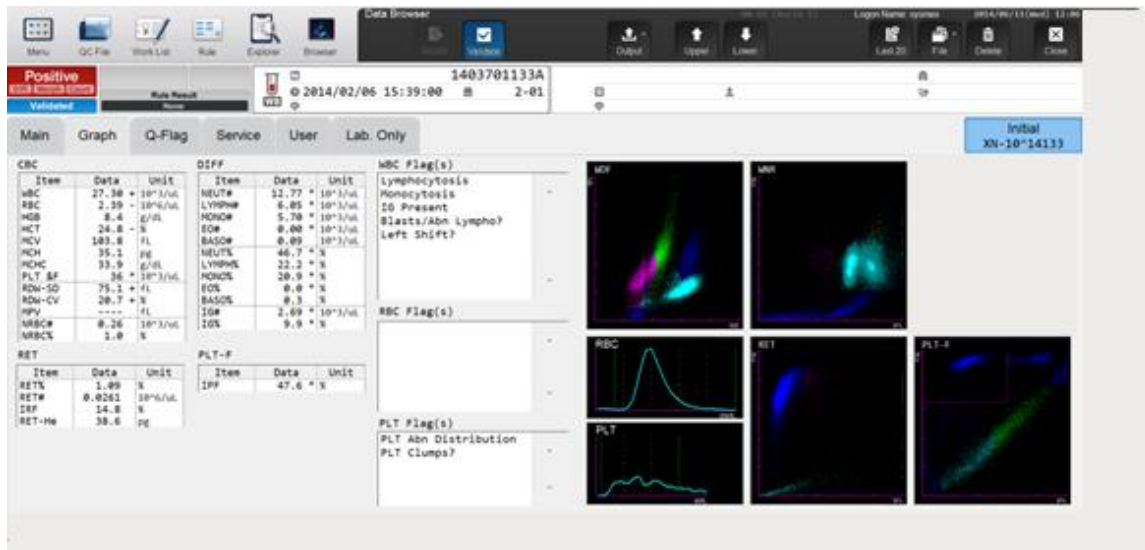 Data Browser
Logon Name: sysmex
Menu
QC File
Work List
Rule
Explorer
Browser
Validate
Output
Upper
Lower
Last 20
File
Delete
Close
Positive
Diff Morph Count
Rule Result
Validated
None
WB
1403701133A
2014/02/06 15:39:00 2-01
Main Graph Q-Flag Service User Lab. Only
Initial
XN-10^14133
CBC
Item Data Unit
WBC 27.30 + 10^3/uL
RBC 2.39 - 10^6/uL
HGB 8.4 g/dL
HCT 24.8 - %
MCV 103.8 fL
MCH 35.1 pg
MCHC 33.9 g/dL
PLT &F 36 * 10^3/uL
RDW-SD 75.1 + fL
RDW-CV 20.7 + %
MPV ---- fL
NRBC# 0.26 10^3/uL
NRBC% 1.0 %
DIFF
Item Data Unit
NEUT# 12.77 * 10^3/uL
LYMPH# 6.05 * 10^3/uL
MONO# 5.70 * 10^3/uL
EO# 0.00 * 10^3/uL
BASO# 0.09 10^3/uL
NEUT% 46.7 * %
LYMPH% 22.2 * %
MONO% 20.9 * %
EO% 0.0 * %
BASO% 0.3 %
IG# 2.69 * 10^3/uL
IG% 9.9 * %
RET
Item Data Unit
RET% 1.09 %
RET# 0.0261 10^6/uL
IRF 14.8 %
RET-He 38.6 pg
PLT-F
Item Data Unit
IPF 47.6 * %
WBC Flag(s)
Lymphocytosis
Monocytosis
IG Present
Blasts/Abn Lympho?
Left Shift?
RBC Flag(s)
PLT Flag(s)
PLT Abn Distribution
PLT Clumps?
WDF
WNR
RBC
RET
PLT-F
PLT